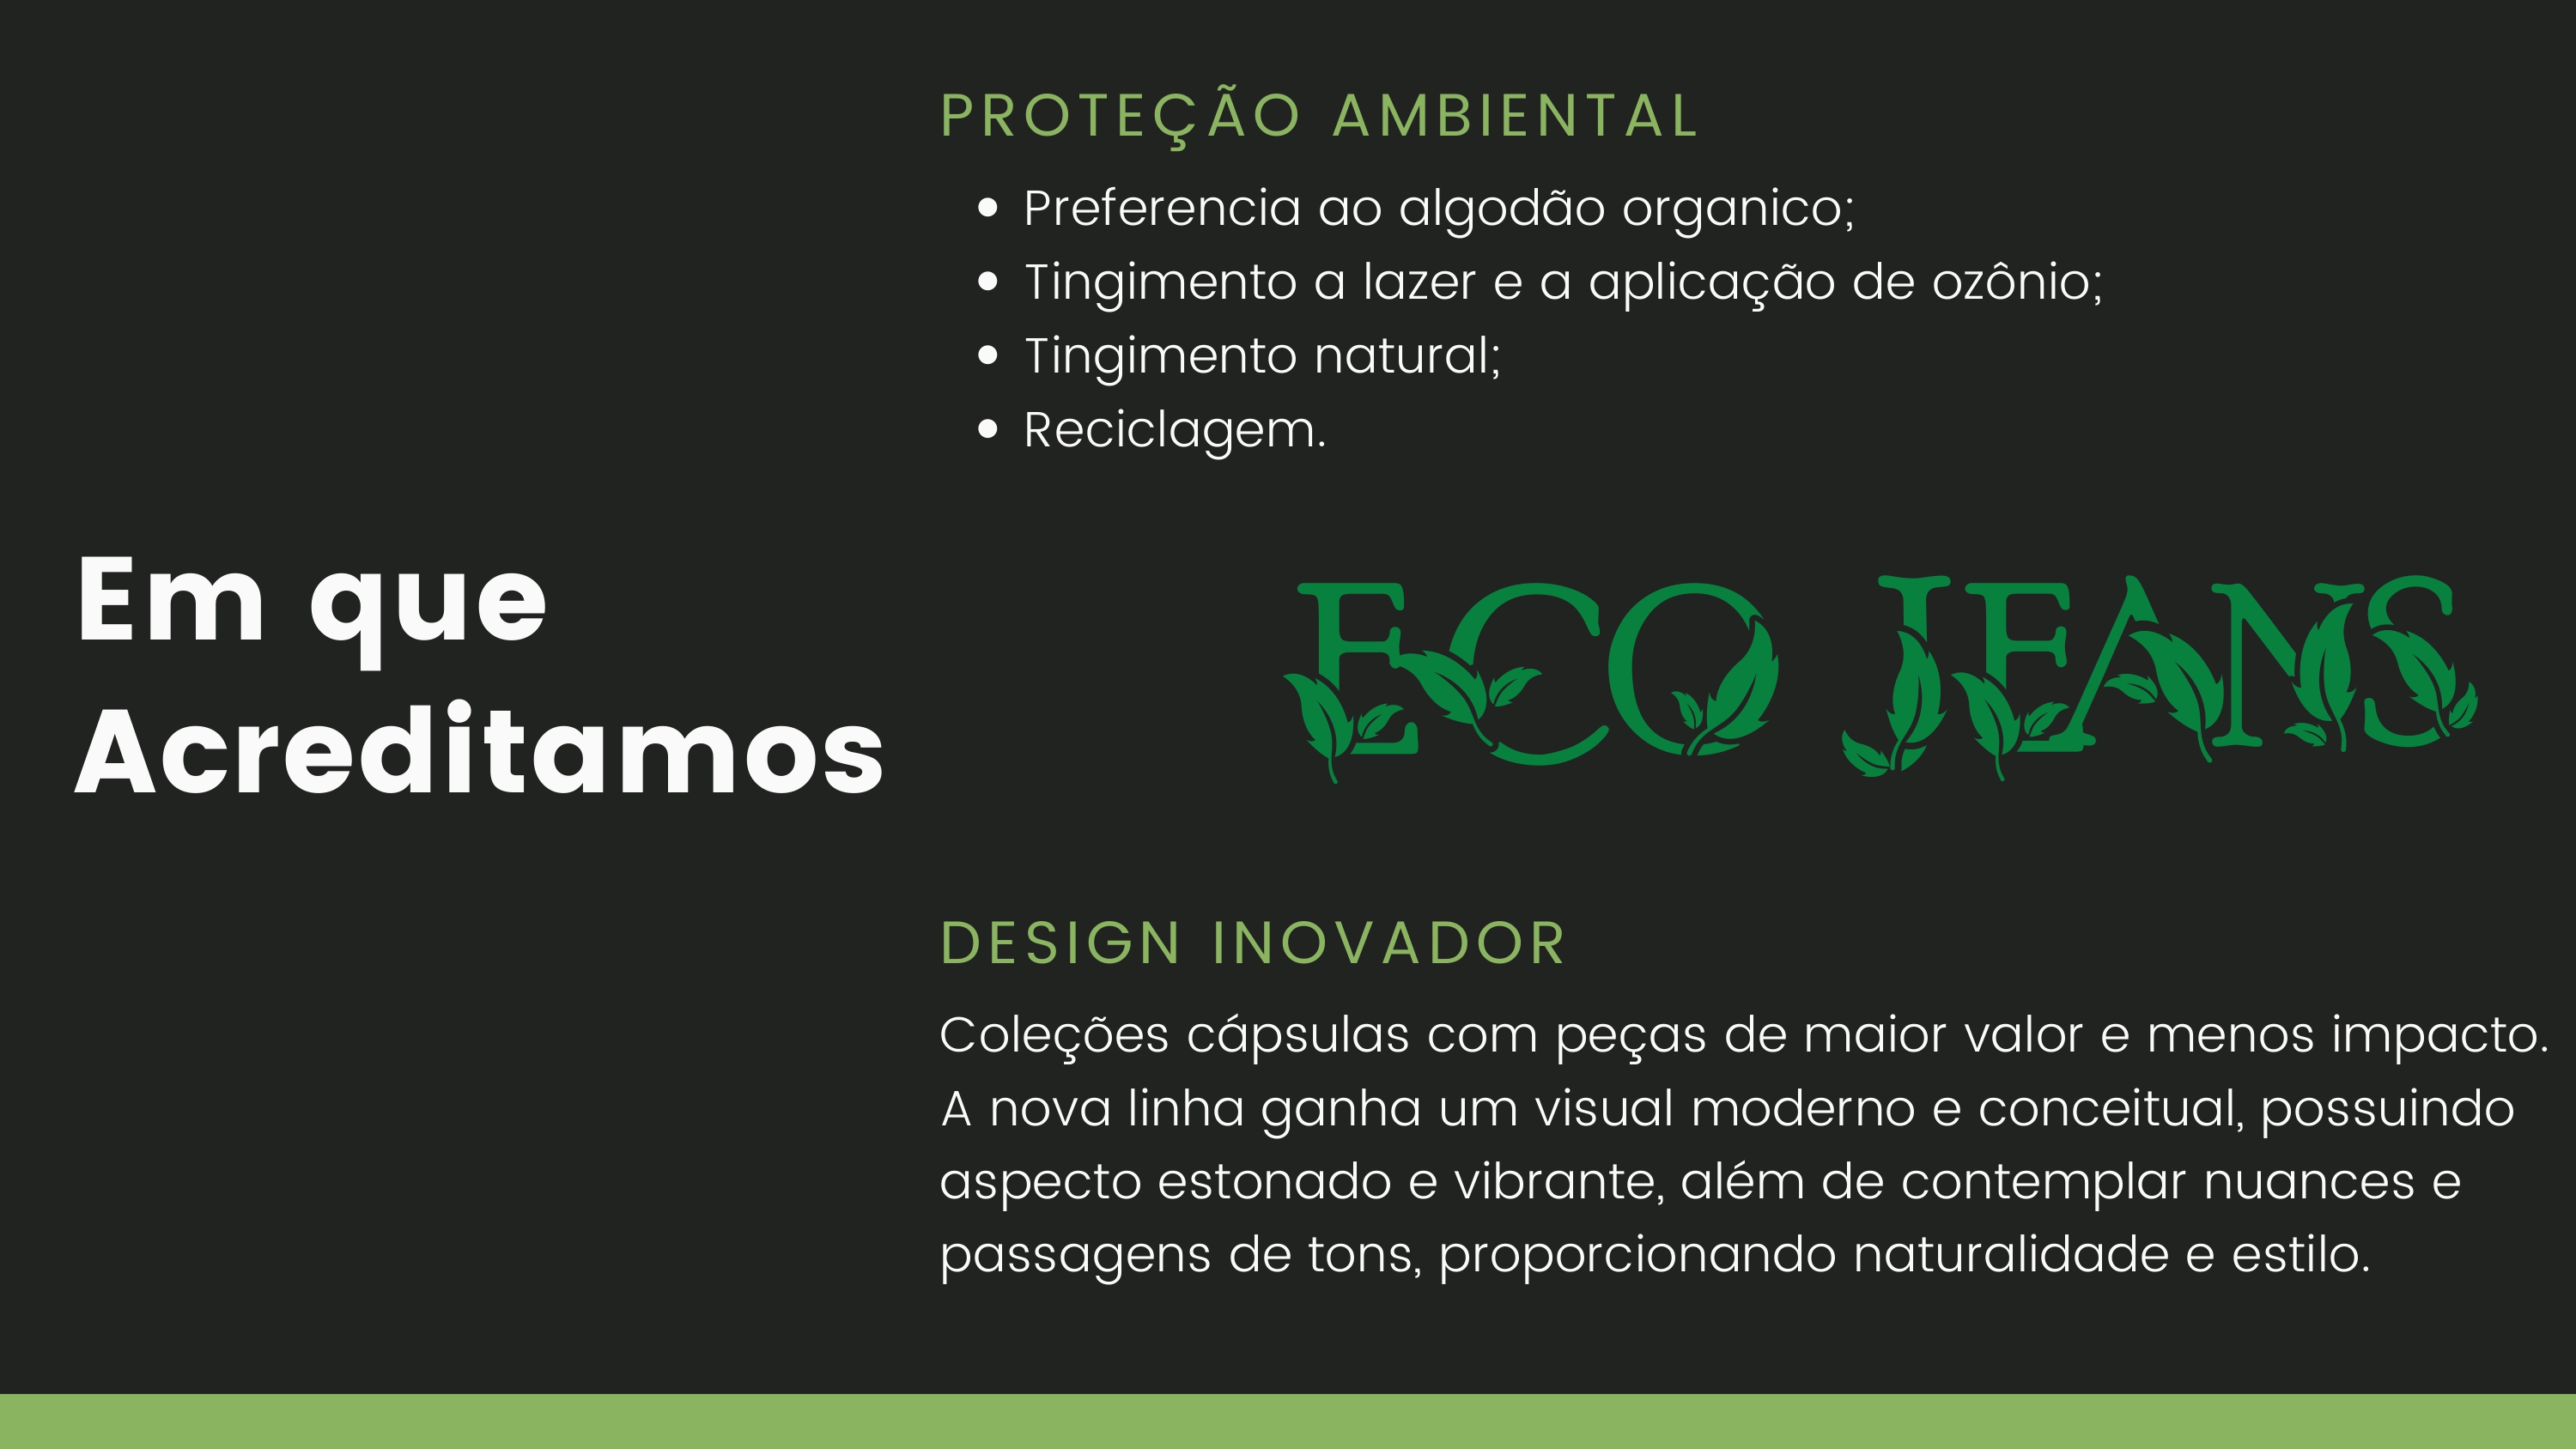 Em que
Acreditamos
PROTEÇÃO AMBIENTAL
• Preferencia ao algodão organico;
• Tingimento a lazer e a aplicação de ozônio;
• Tingimento natural;
• Reciclagem.
ECO JEANS
DESIGN INOVADOR
Coleções cápsulas com peças de maior valor e menos impacto.
A nova linha ganha um visual moderno e conceitual, possuindo
aspecto estonado e vibrante, além de contemplar nuances e
passagens de tons, proporcionando naturalidade e estilo.